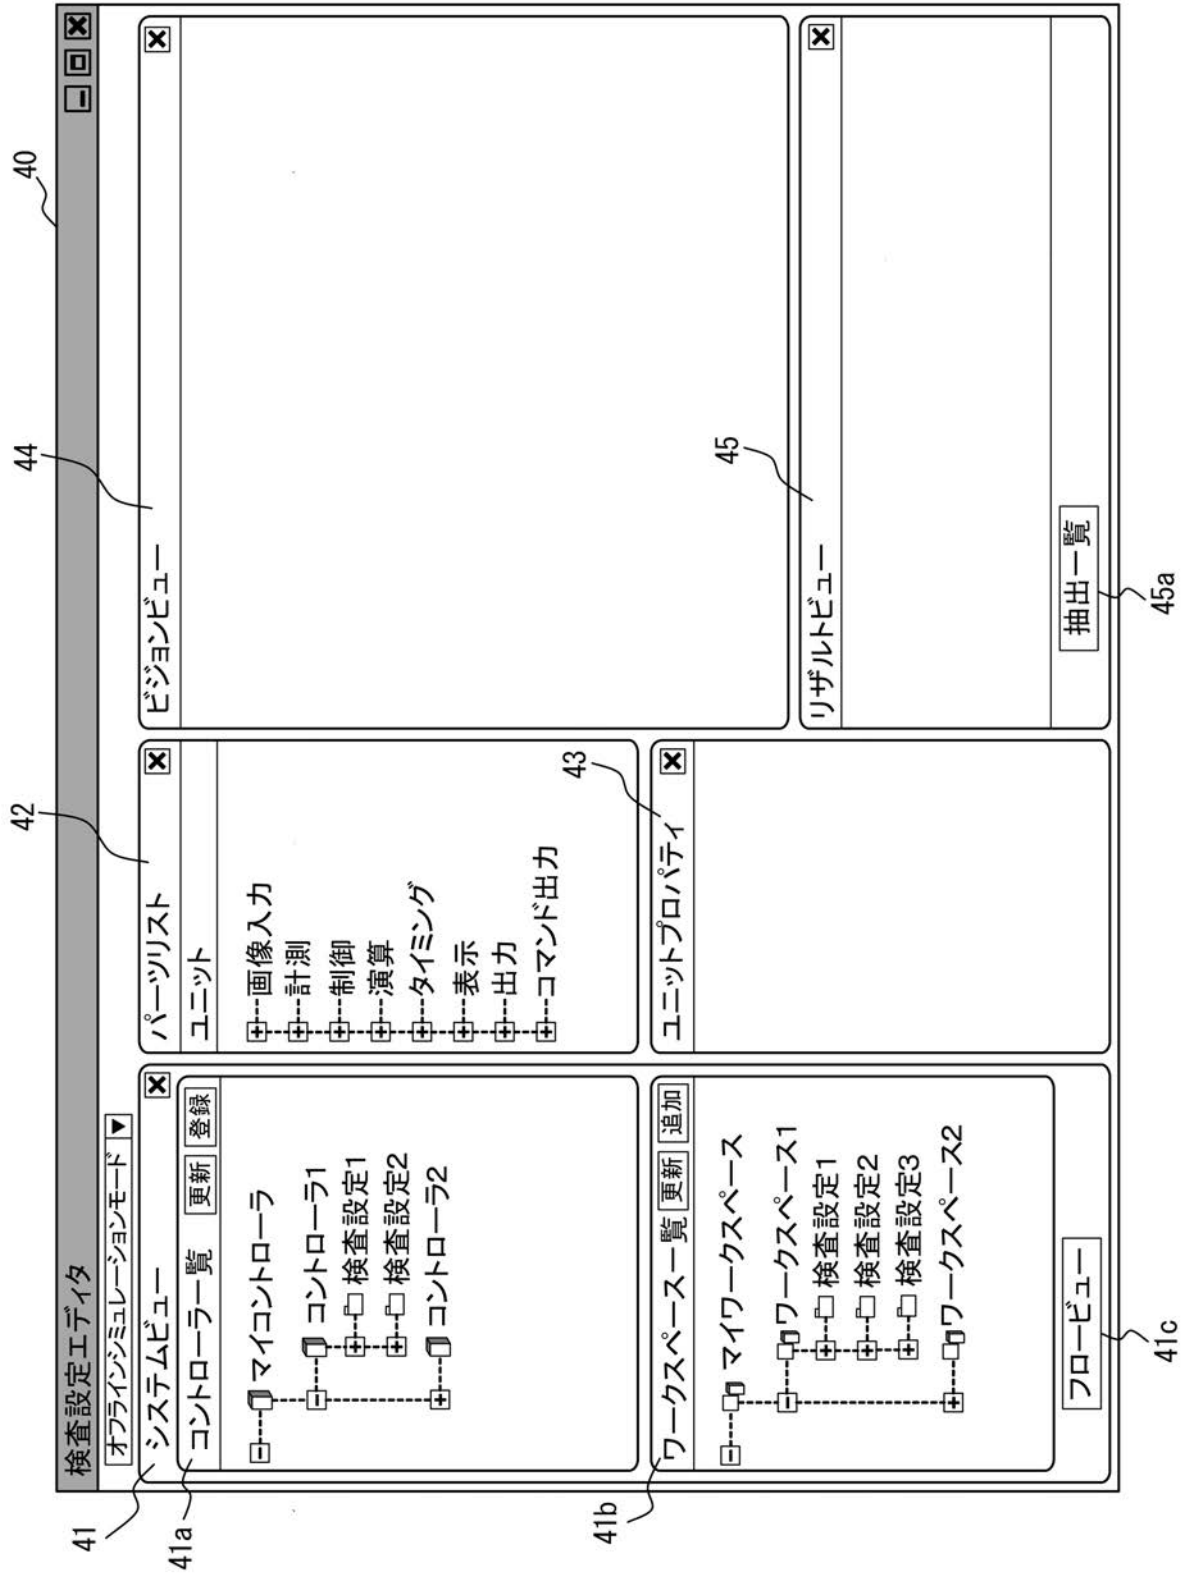 40
検査設定エディタ
オフラインシミュレーションモード
41
システムビュー
41a
コントローラ一覧 更新 登録
マイコントローラ
コントローラ1
検査設定1
検査設定2
コントローラ2
41b
ワークスペース一覧 更新 追加
マイワークスペース
ワークスペース1
検査設定1
検査設定2
検査設定3
ワークスペース2
フロービュー
41c
42
パーツリスト
ユニット
画像入力
計測
制御
演算
タイミング
表示
出力
コマンド出力
43
ユニットプロパティ
44
ビジョンビュー
45
リザルトビュー
抽出一覧
45a